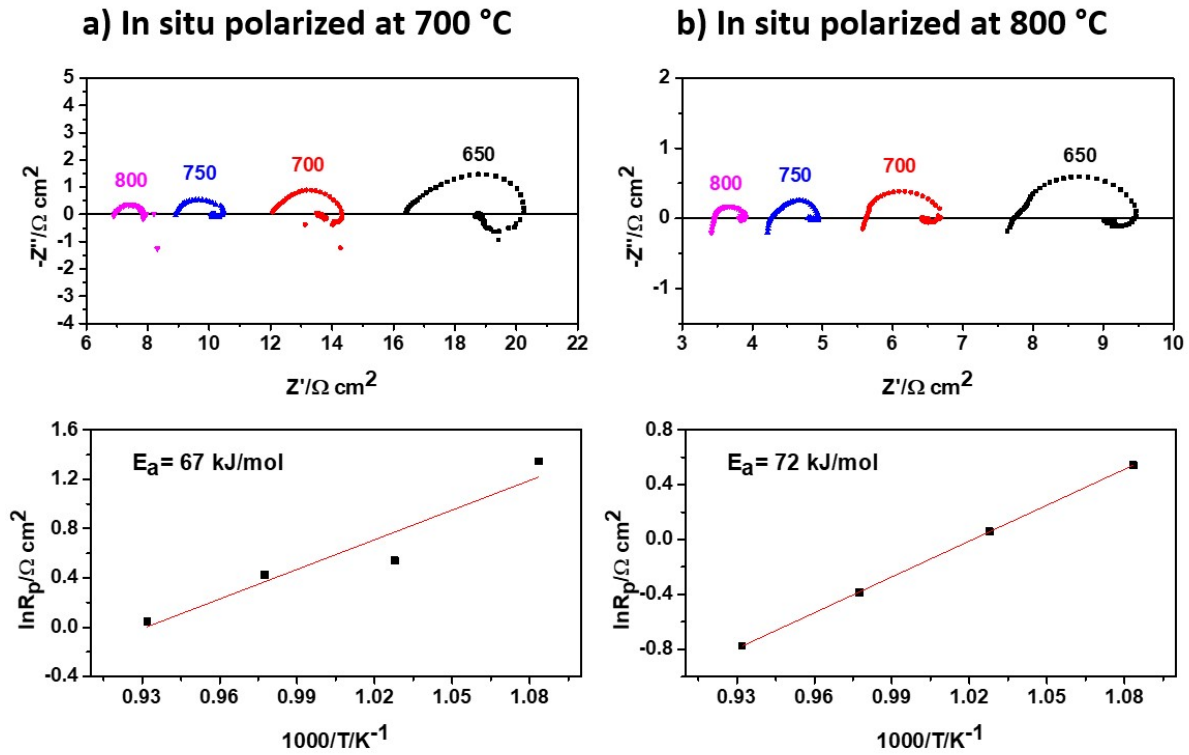 a) In situ polarized at 700 °C
b) In situ polarized at 800 °C
5
4
3
2
1
0
-1
-2
-3
-4
-Z''/Ω cm2
800
750
700
650
6 8 10 12 14 16 18 20 22
Z'/Ω cm2
2
1
0
-1
-Z''/Ω cm2
800
750
700
650
3 4 5 6 7 8 9 10
Z'/Ω cm2
1.6
1.2
0.8
0.4
0.0
-0.4
lnRp/Ω cm2
Ea= 67 kJ/mol
0.93 0.96 0.99 1.02 1.05 1.08
1000/T/K-1
0.8
0.4
0.0
-0.4
-0.8
lnRp/Ω cm2
Ea= 72 kJ/mol
0.93 0.96 0.99 1.02 1.05 1.08
1000/T/K-1